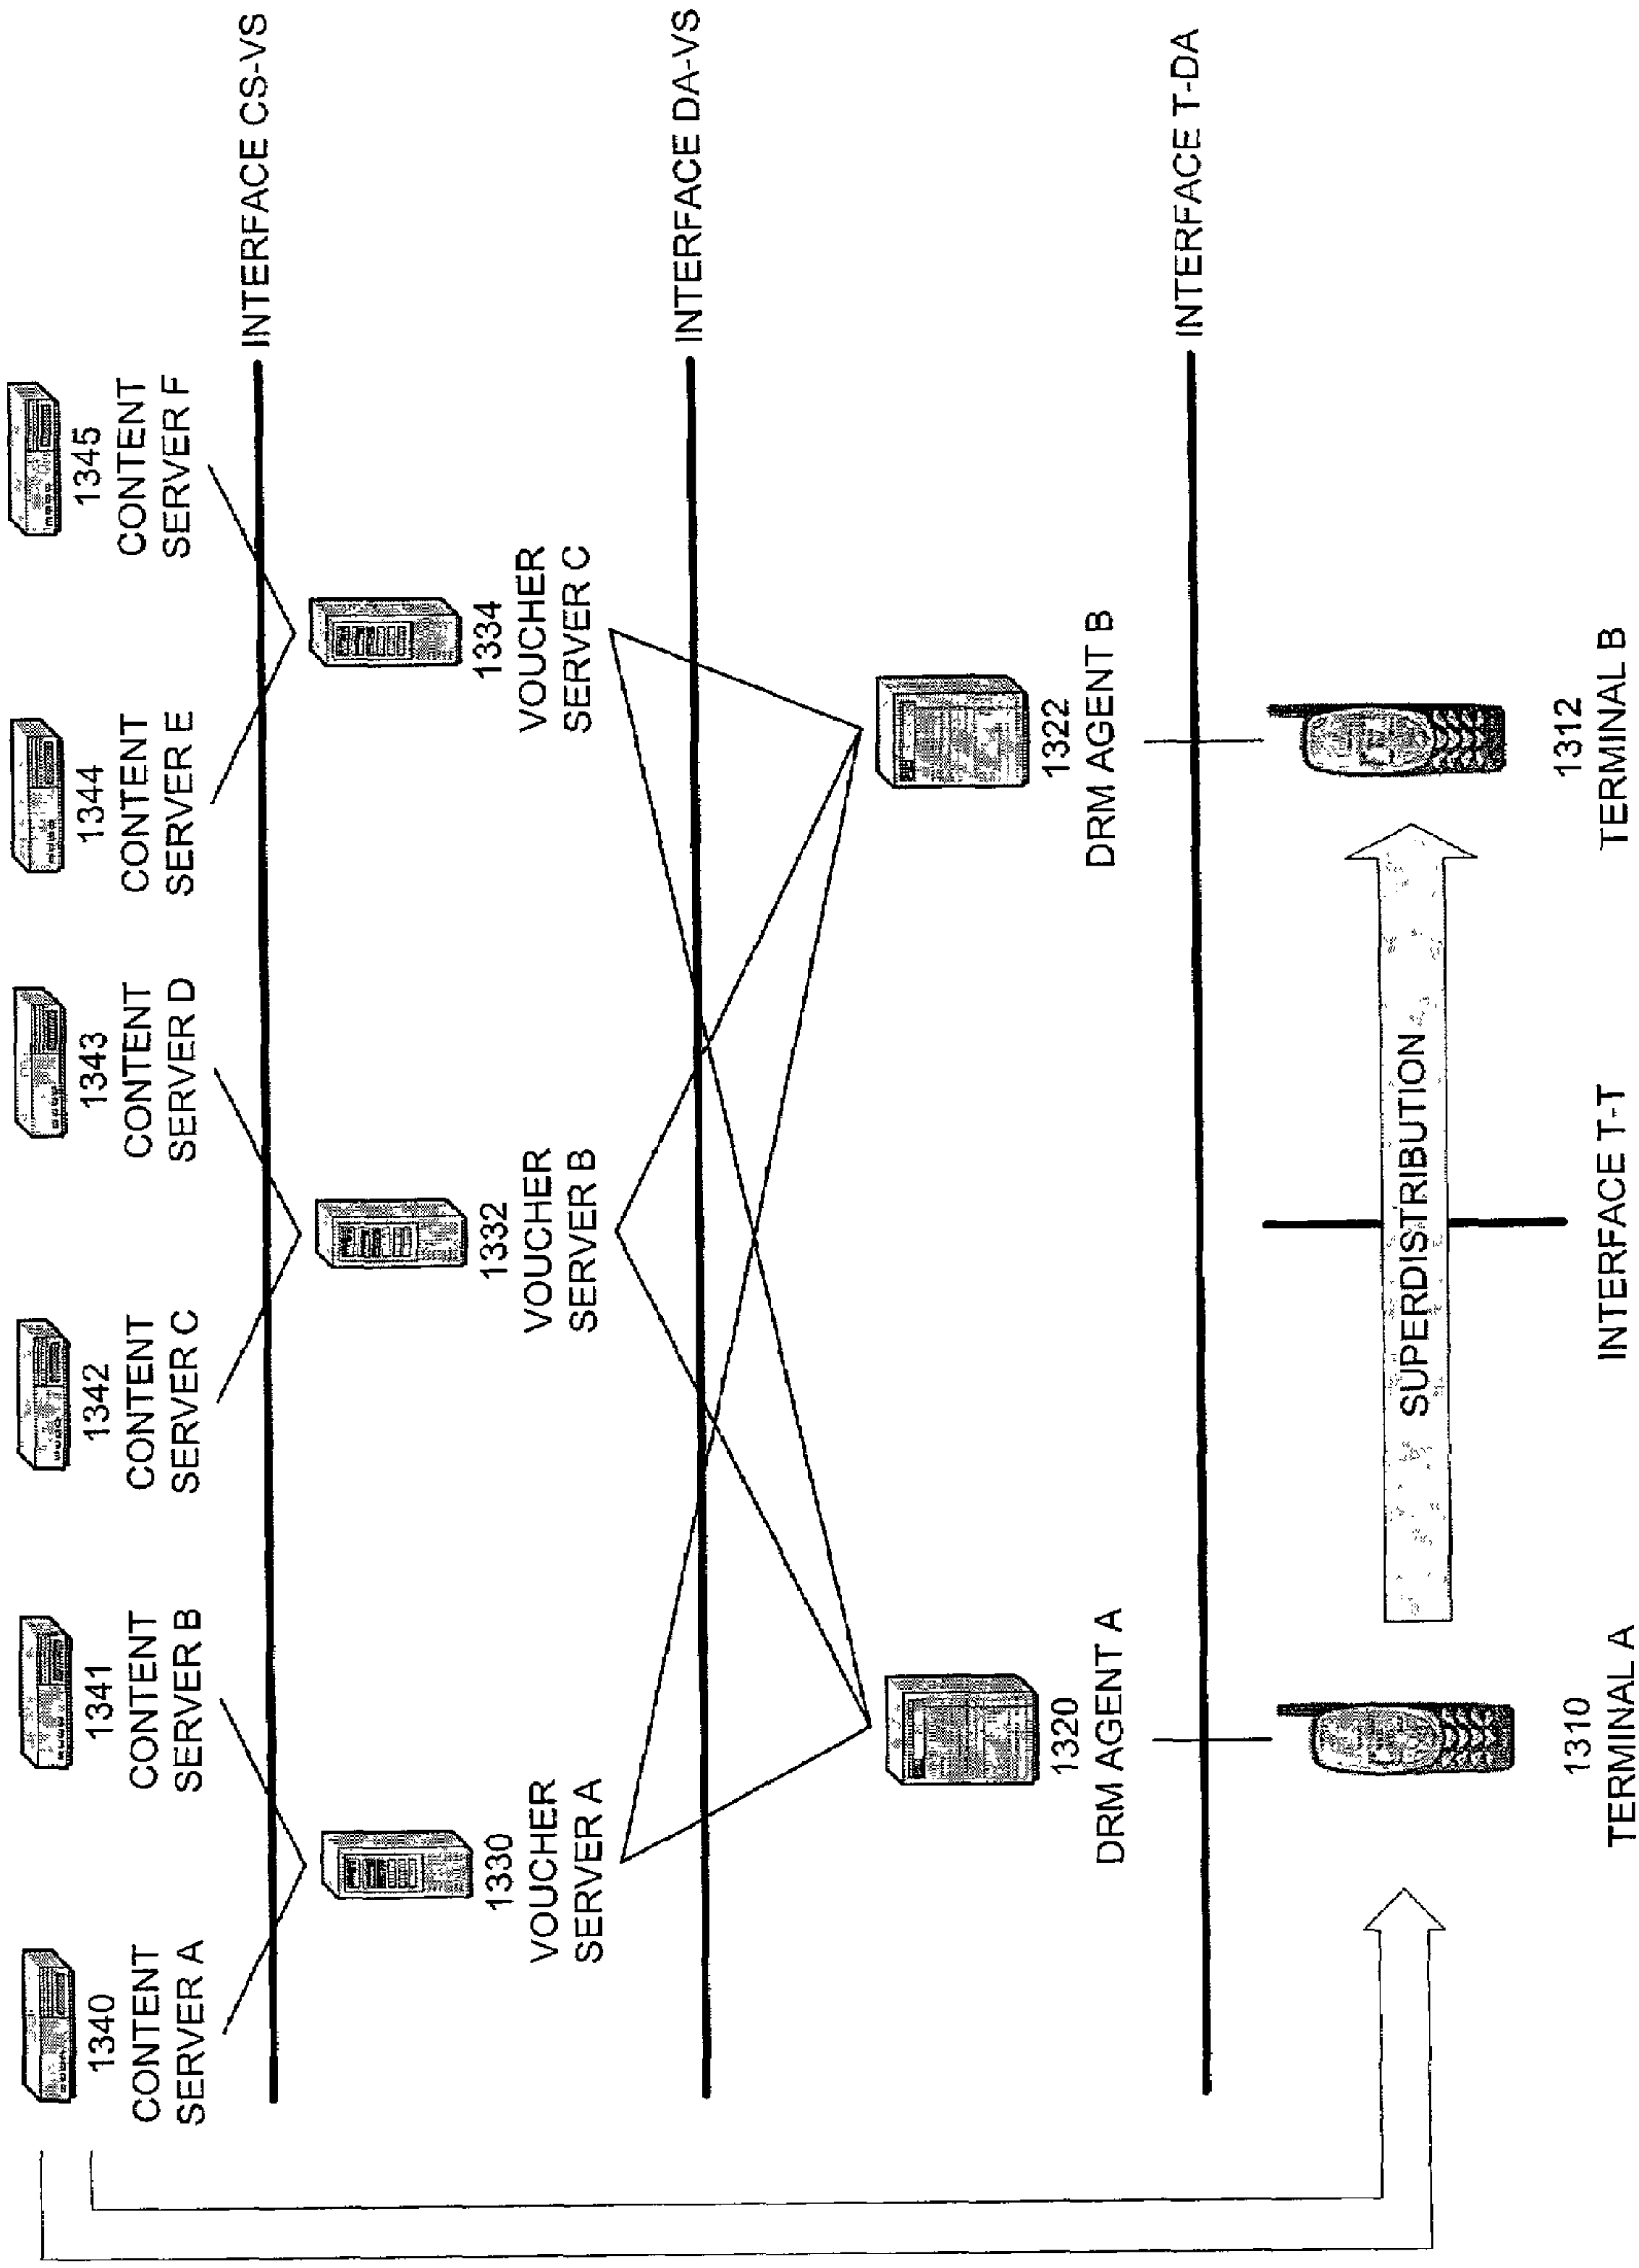 1340
CONTENT
SERVER A
1341
CONTENT
SERVER B
1342
CONTENT
SERVER C
1343
CONTENT
SERVER D
1344
CONTENT
SERVER E
1345
CONTENT
SERVER F
INTERFACE CS-VS
1330
VOUCHER
SERVER A
1332
VOUCHER
SERVER B
1334
VOUCHER
SERVER C
INTERFACE DA-VS
1320
DRM AGENT A
1322
DRM AGENT B
INTERFACE T-DA
SUPERDISTRIBUTION
1310
TERMINAL A
INTERFACE T-T
1312
TERMINAL B